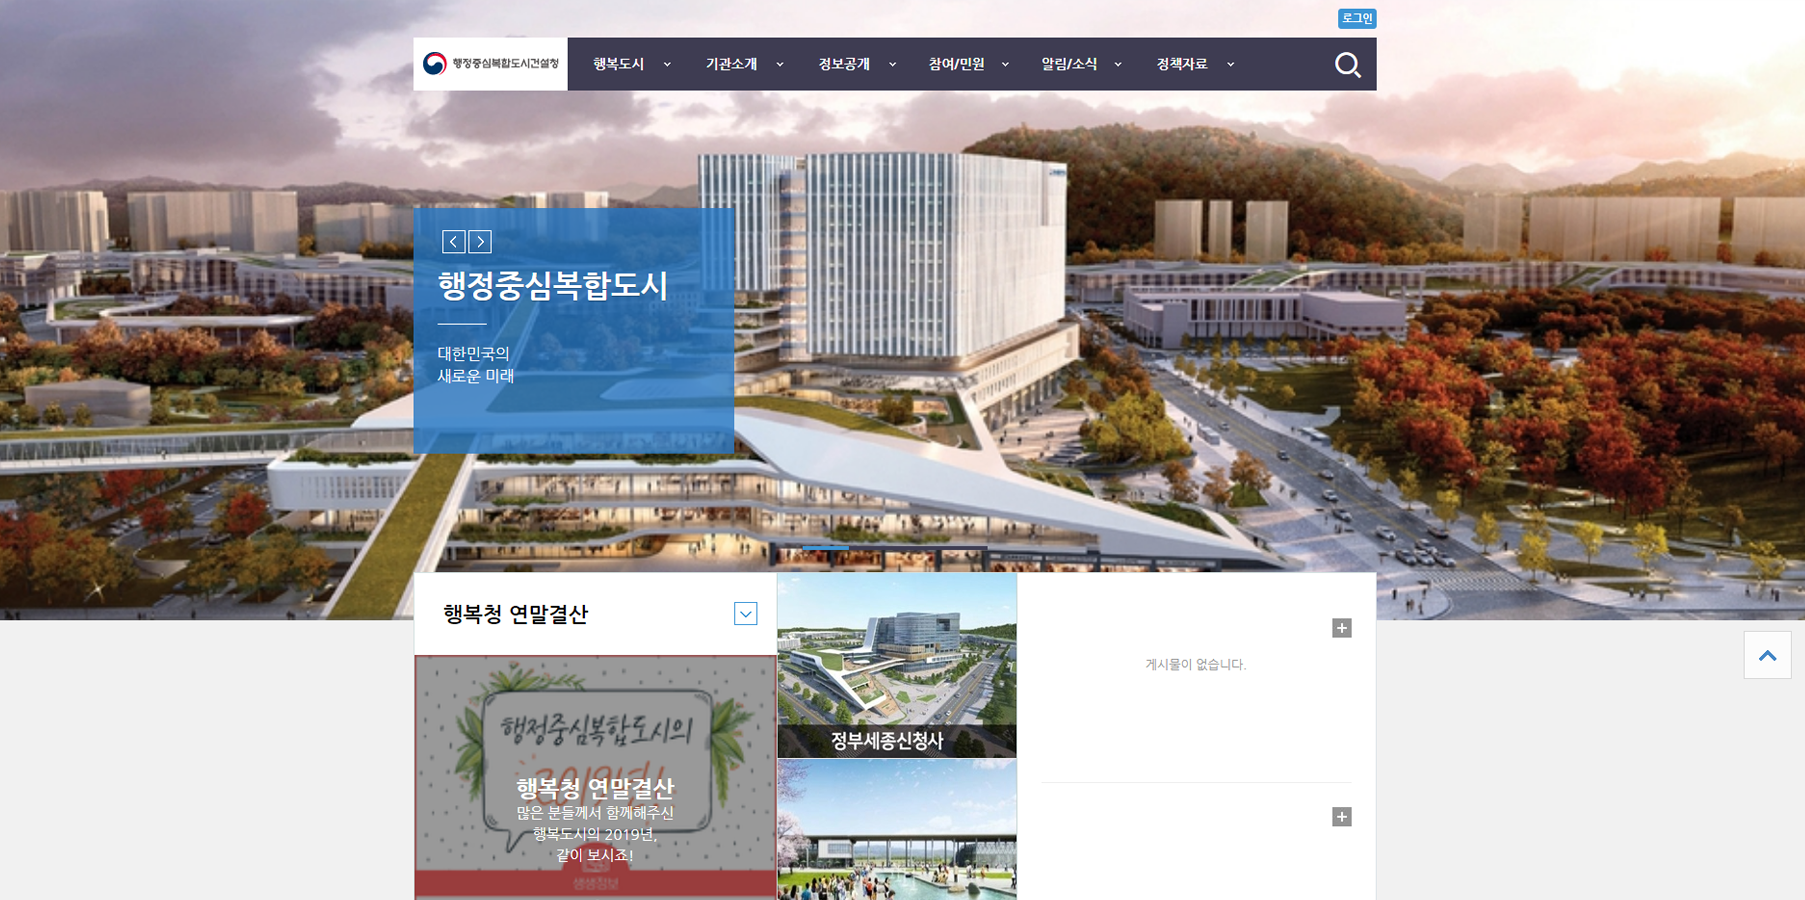 로그인
행정중심복합도시건설청
행복도시
기관소개
정보공개
참여/민원
알림/소식
정책자료
행정중심복합도시
대한민국의
새로운 미래
행복청 연말결산
행정중심복합도시의
2019년!
행복청 연말결산
많은 분들께서 함께해주신
행복도시의 2019년,
같이 보시죠!
생생정보
정부세종신청사
게시물이 없습니다.